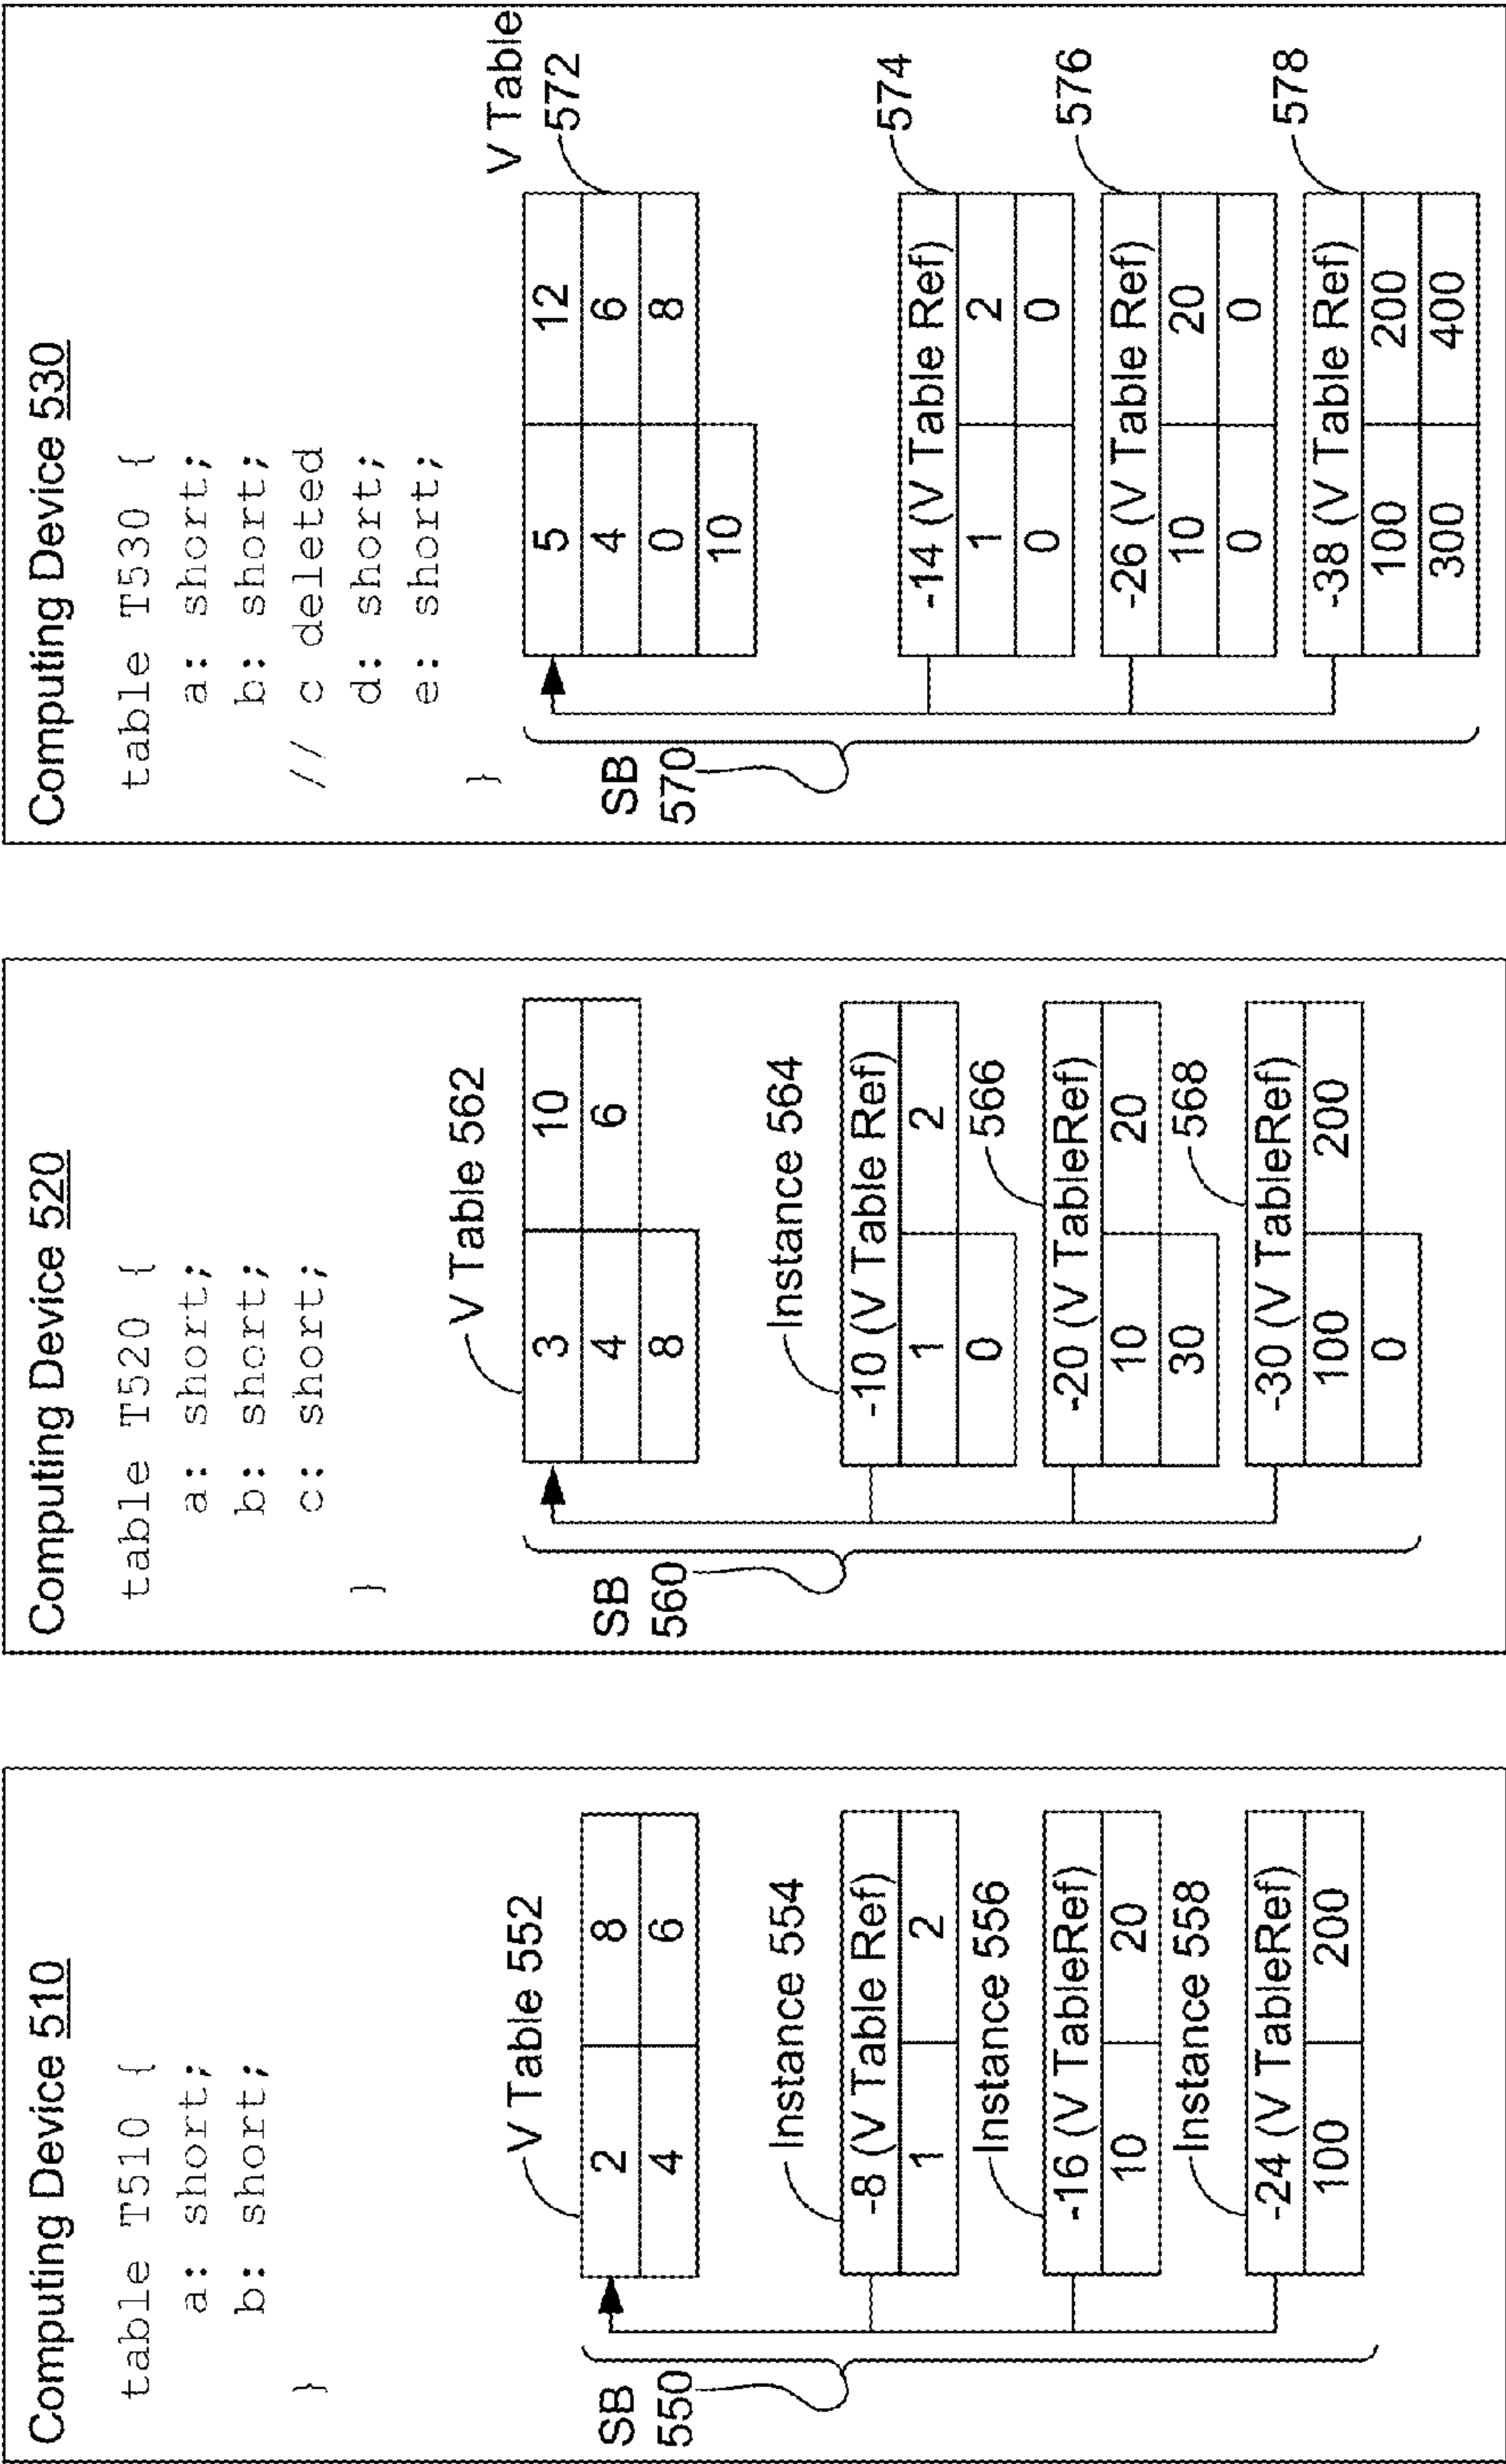 Computing Device 510
table T510 {
a: short;
b: short;
}
V Table 552
2 8
4 6
SB
550
Instance 554
-8 (V Table Ref)
1 2
Instance 556
-16 (V TableRef)
10 20
Instance 558
-24 (V TableRef)
100 200
Computing Device 520
table T520 {
a: short;
b: short;
c: short;
}
V Table 562
3 10
4 6
8
SB
560
Instance 564
-10 (V Table Ref)
1 2
0
566
-20 (V TableRef)
10 20
30
568
-30 (V TableRef)
100 200
0
Computing Device 530
table T530 {
a: short;
b: short;
// c deleted
d: short;
e: short;
}
V Table
572
5 12
4 6
0 8
10
SB
570
574
-14 (V Table Ref)
1 2
0 0
576
-26 (V Table Ref)
10 20
0 0
578
-38 (V Table Ref)
100 200
300 400